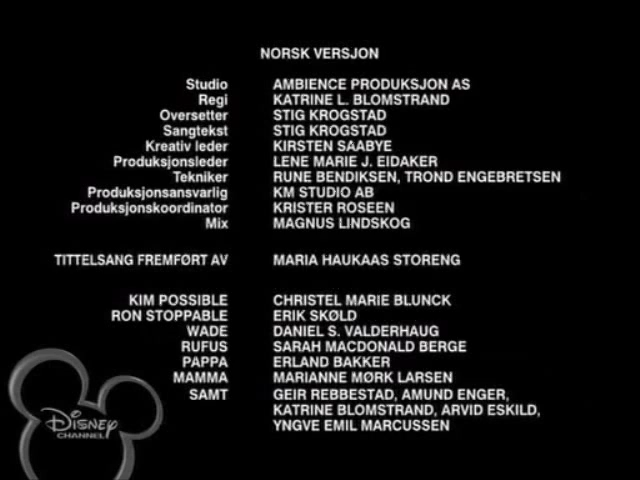 NORSK VERSJON
Studio AMBIENCE PRODUKSJON AS
Regi KATRINE L. BLOMSTRAND
Oversetter STIG KROGSTAD
Sangtekst STIG KROGSTAD
Kreativ leder KIRSTEN SAABYE
Produksjonsleder LENE MARIE J. EIDAKER
Tekniker RUNE BENDIKSEN, TROND ENGEBRETSEN
Produksjonsansvarlig KM STUDIO AB
Produksjonskoordinator KRISTER ROSEEN
Mix MAGNUS LINDSKOG
TITTELSANG FREMFØRT AV MARIA HAUKAAS STORENG
KIM POSSIBLE CHRISTEL MARIE BLUNCK
RON STOPPABLE ERIK SKØLD
WADE DANIEL S. VALDERHAUG
RUFUS SARAH MACDONALD BERGE
PAPPA ERLAND BAKKER
MAMMA MARIANNE MØRK LARSEN
SAMT GEIR REBBESTAD, AMUND ENGER,
KATRINE BLOMSTRAND, ARVID ESKILD,
YNGVE EMIL MARCUSSEN
Disney
CHANNEL